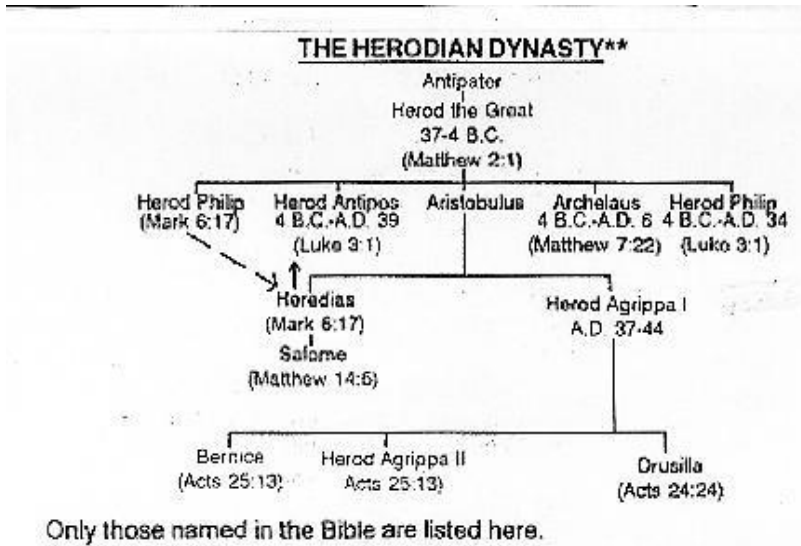 THE HERODIAN DYNASTY**
Antipater
Herod the Great
37-4 B.C.
(Matthew 2:1)
Herod Philip Herod Antipos Aristobulus Archelaus Herod Philip
(Mark 6:17) 4 B.C.-A.D. 39 4 B.C.-A.D. 6 4 B.C.-A.D. 34
(Luke 3:1) (Matthew 7:22) (Luke 3:1)
Heredias Herod Agrippa I
(Mark 6:17) A.D. 37-44
Salome
(Matthew 14:6)
Bernice Herod Agrippa II Drusilla
(Acts 25:13) Acts 25:13) (Acts 24:24)
Only those named in the Bible are listed here.